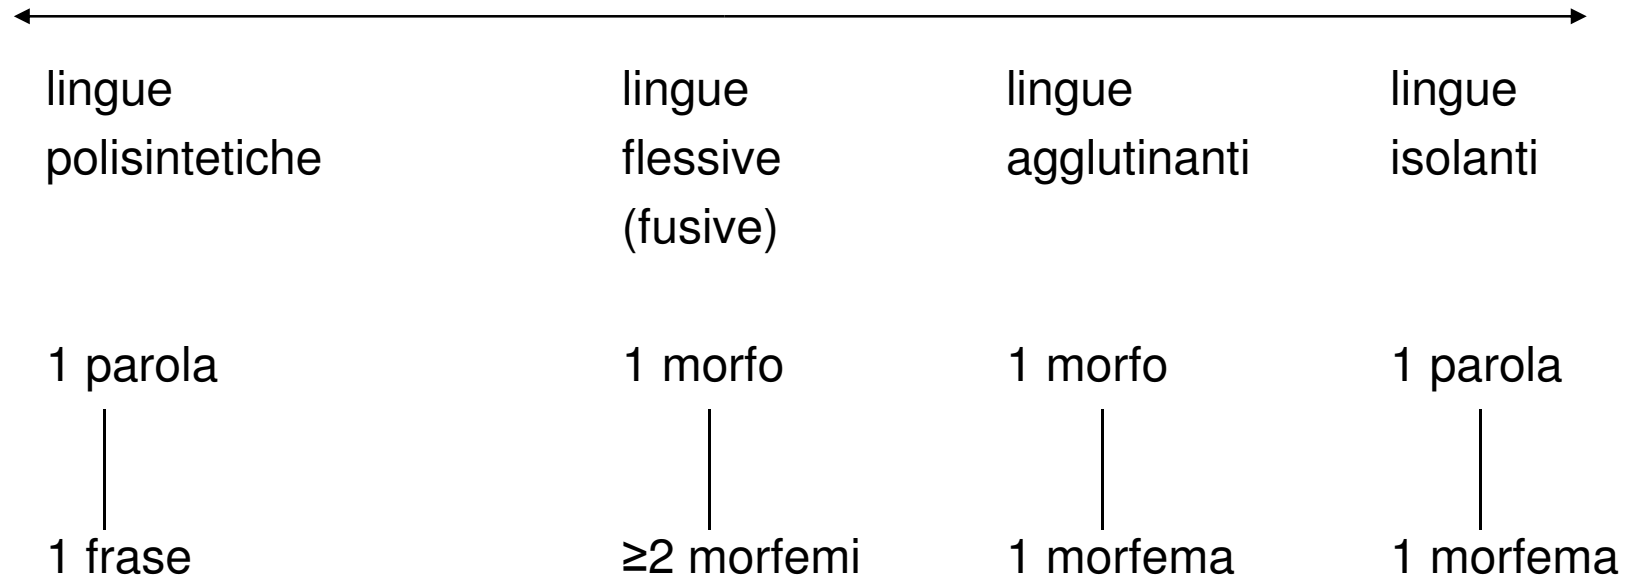 lingue
polisintetiche
lingue
flessive
(fusive)
lingue
agglutinanti
lingue
isolanti
1 parola
1 frase
1 morfo
≥2 morfemi
1 morfo
1 morfema
1 parola
1 morfema